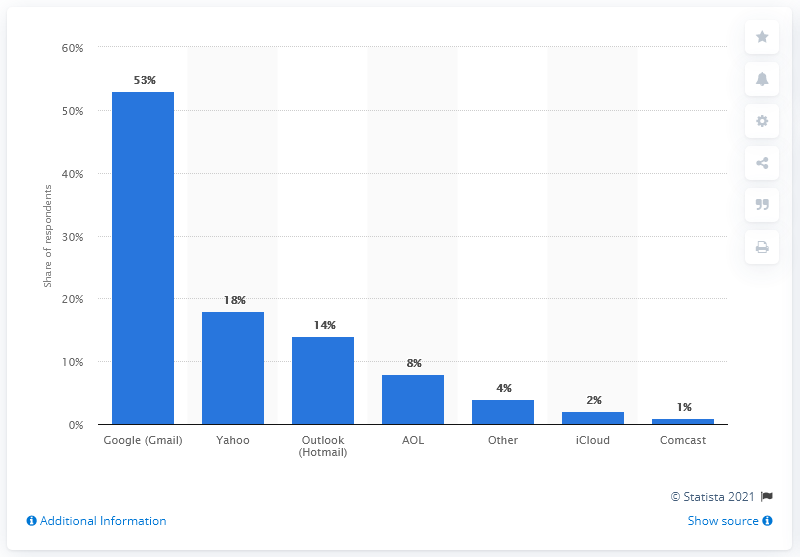 60%
50%
40%
30%
20%
10%
0%
Share of respondents
53%
18%
14%
8%
4%
2%
1%
Google (Gmail)
Yahoo
Outlook
(Hotmail)
AOL
Other
iCloud
Comcast
© Statista 2021
Additional Information
Show source